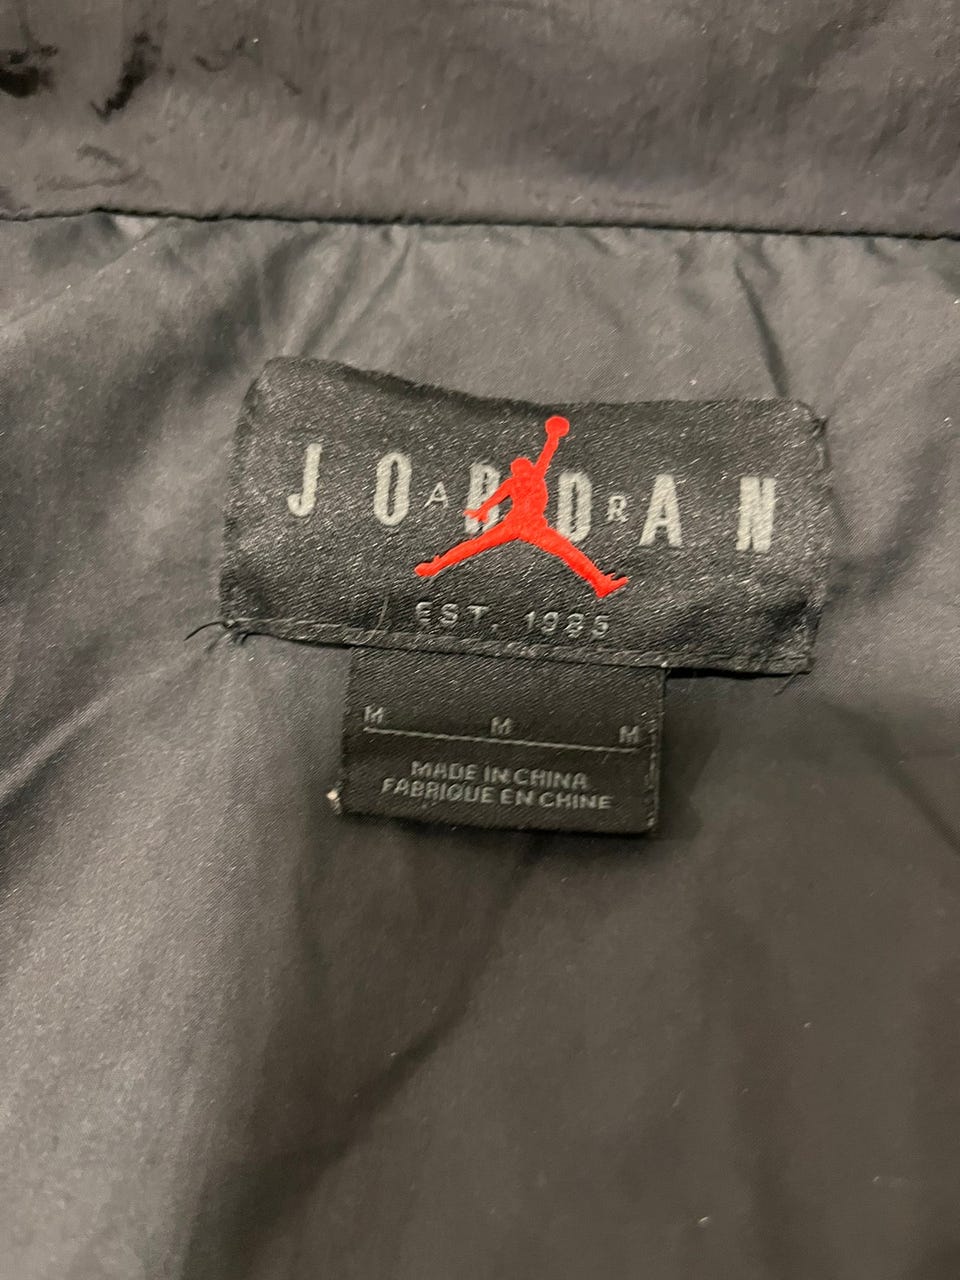 JORDAN
AIR
EST. 1985
M M M
MADE IN CHINA
FABRIQUE EN CHINE